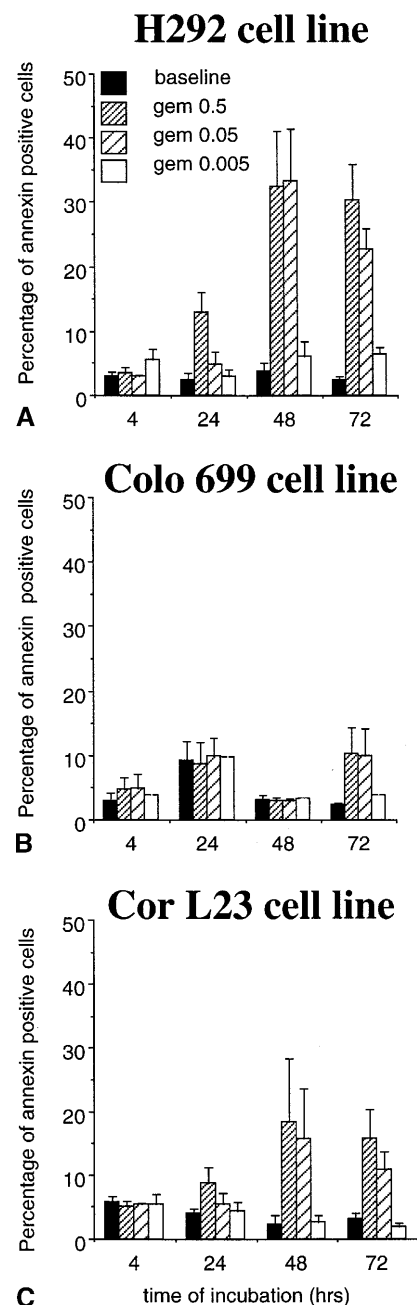 H292 cell line
Percentage of annexin positive cells
50
40
30
20
10
0
baseline
gem 0.5
gem 0.05
gem 0.005
4 24 48 72
A
Colo 699 cell line
Percentage of annexin positive cells
50
40
30
20
10
0
4 24 48 72
B
Cor L23 cell line
Percentage of annexin positive cells
50
40
30
20
10
0
4 24 48 72
C
time of incubation (hrs)